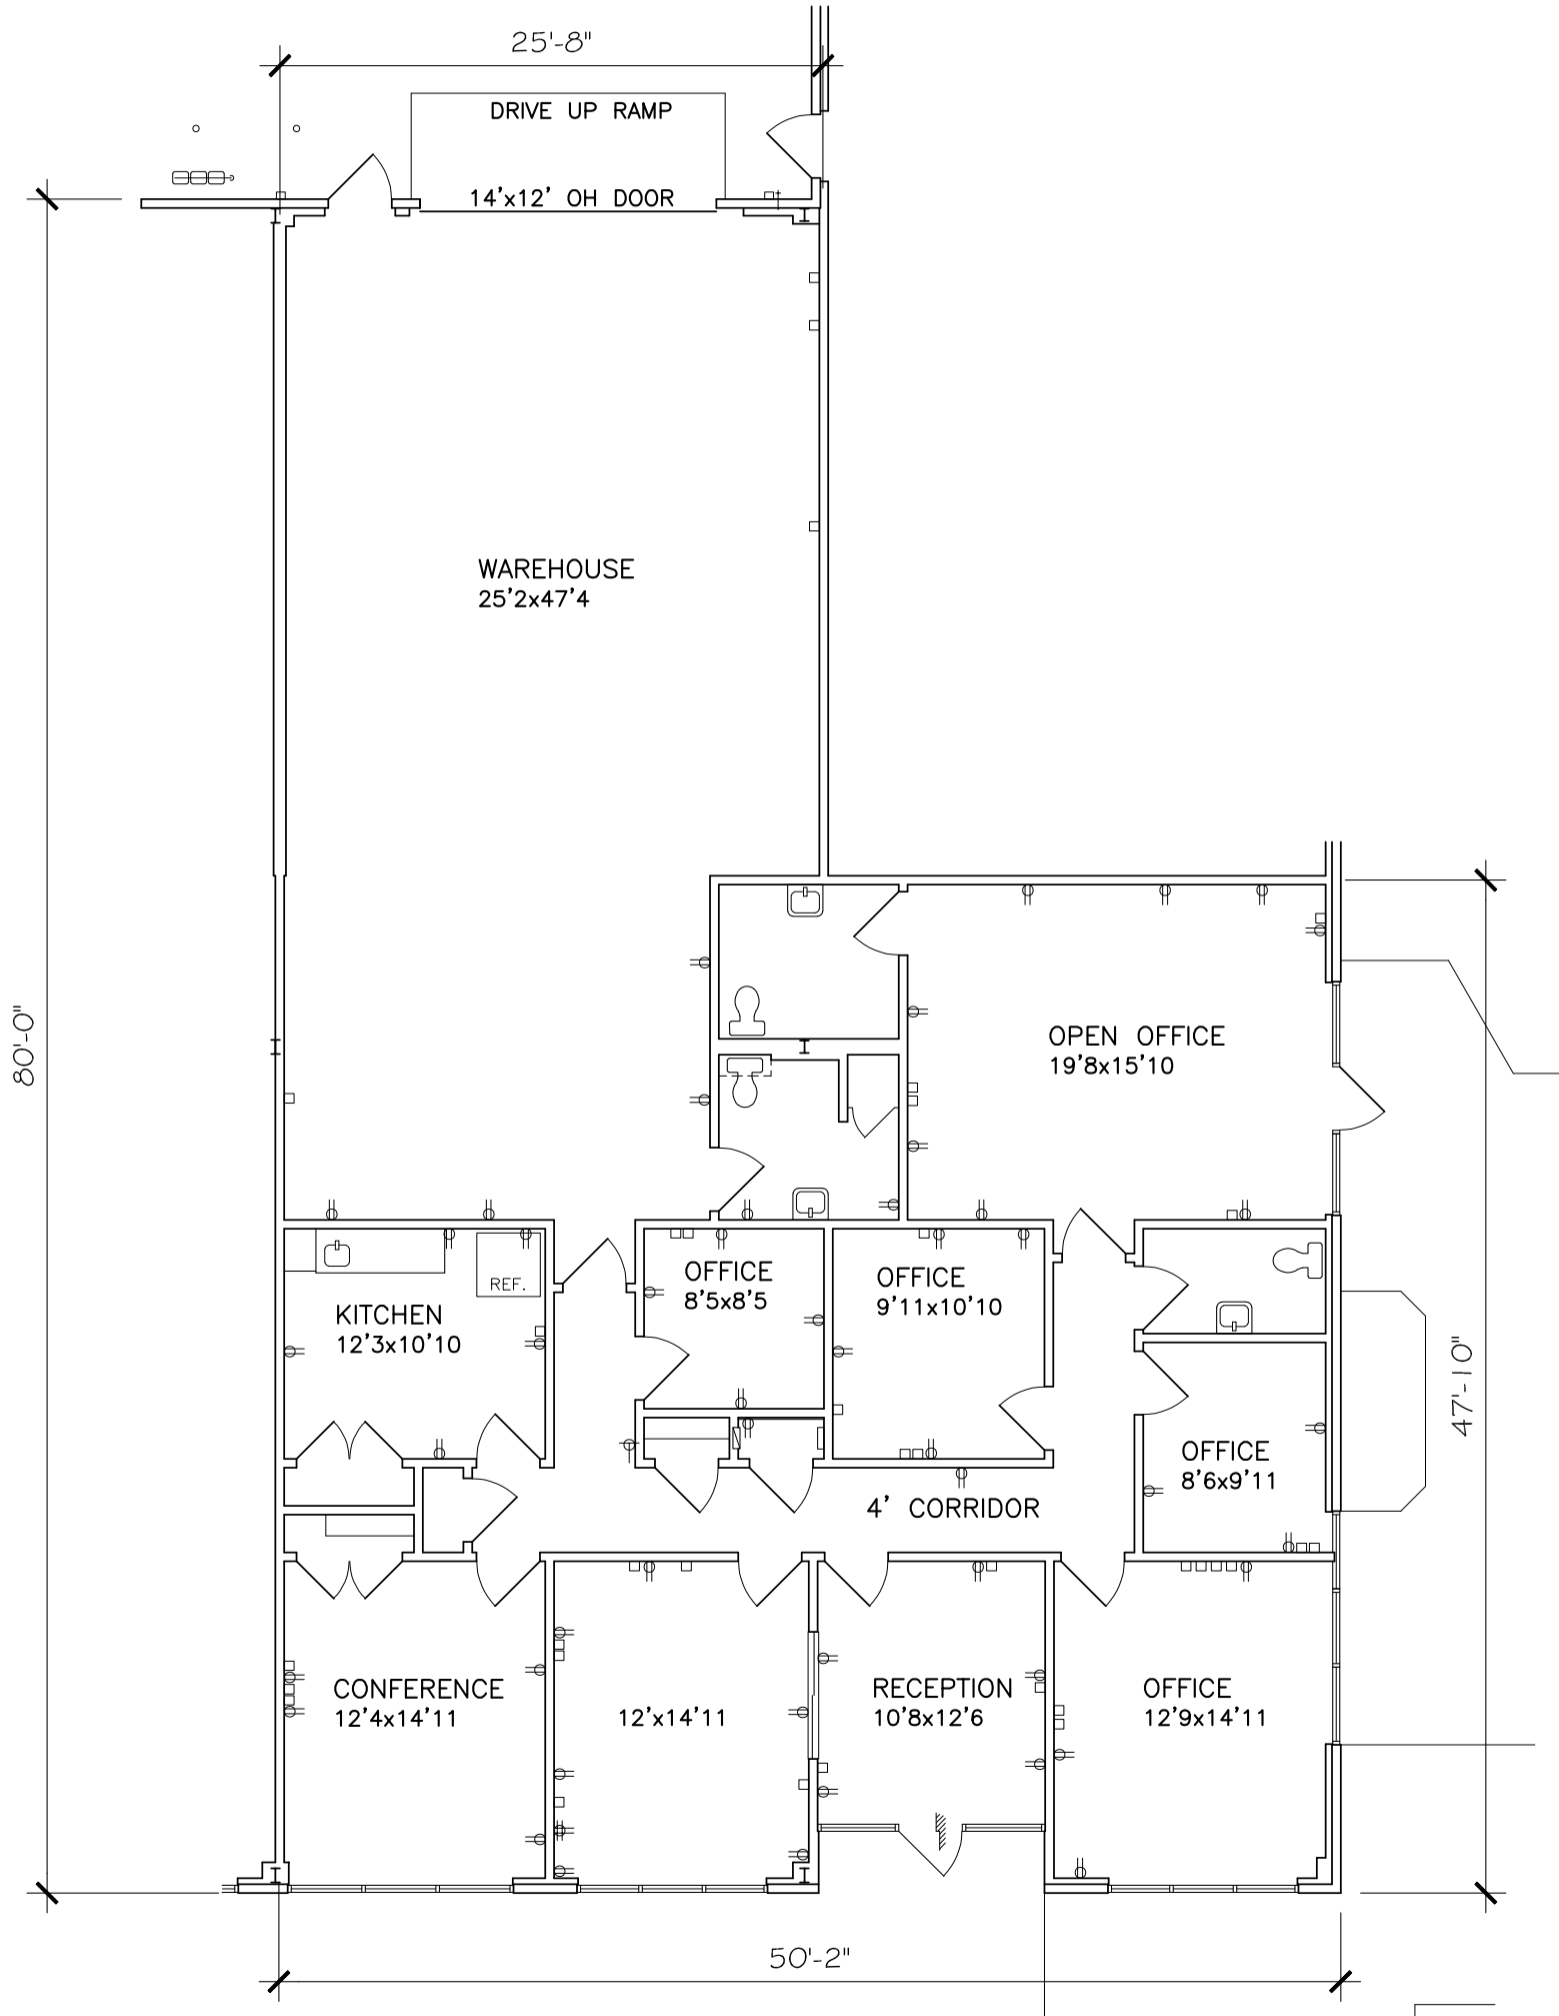 25'-8"
DRIVE UP RAMP
14'x12' OH DOOR
WAREHOUSE
25'2x47'4
80'-0"
OPEN OFFICE
19'8x15'10
OFFICE
8'5x8'5
OFFICE
9'11x10'10
REF.
KITCHEN
12'3x10'10
47'-10"
OFFICE
8'6x9'11
4' CORRIDOR
CONFERENCE
12'4x14'11
12'x14'11
RECEPTION
10'8x12'6
OFFICE
12'9x14'11
50'-2"